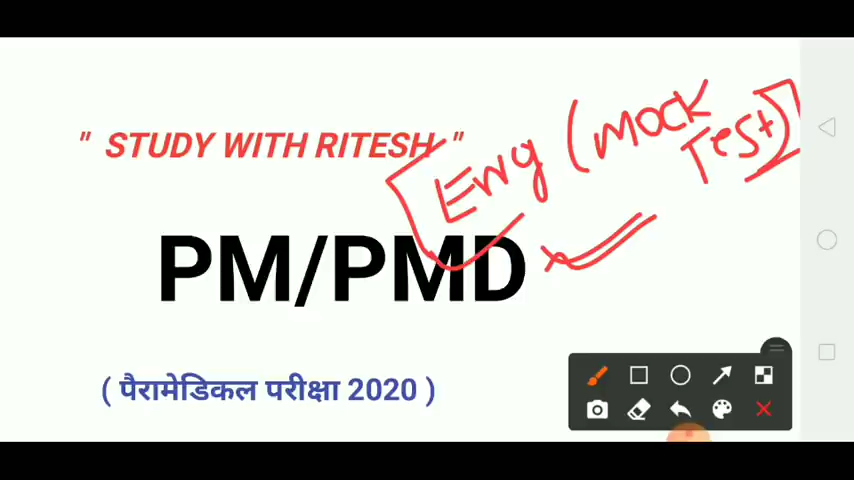 " STUDY WITH RITESH "
Eng (Mock
Test)
PM/PMD
( पैरामेडिकल परीक्षा 2020 )